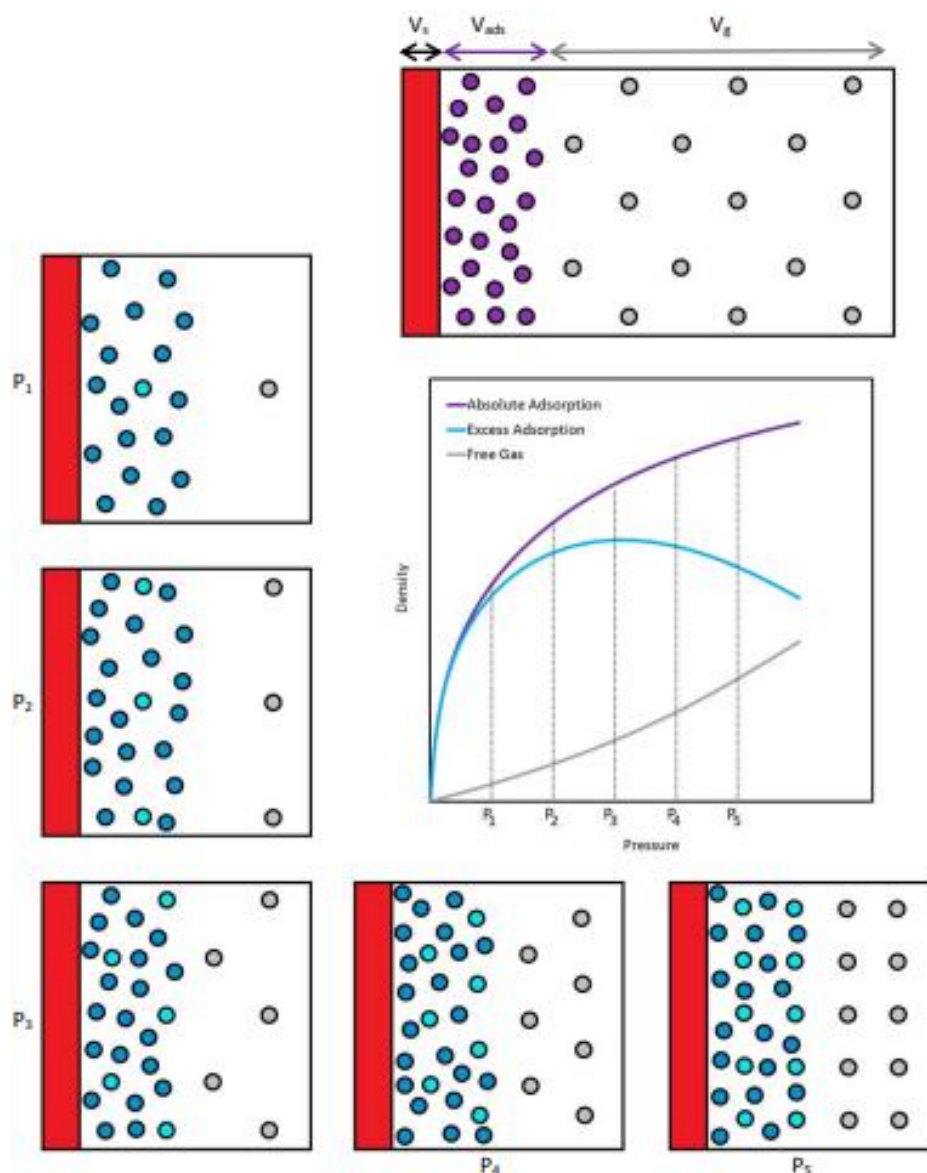 Vₛ Vₐdₛ V_g
P₁
Absolute Adsorption
Excess Adsorption
Free Gas
Density
P₁ P₂ P₃ P₄ P₅
Pressure
P₂
P₃
P₄ P₅